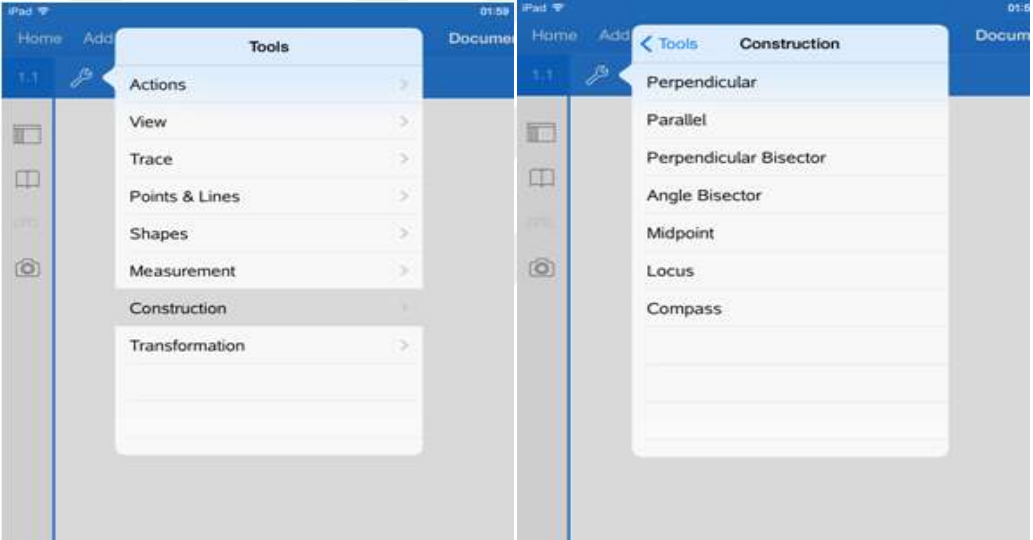 iPad 01:59
Home Add Documen
Tools
1.1
Actions
View
Trace
Points & Lines
Shapes
Measurement
Construction
Transformation
iPad 01:5
Home Add Docum
Tools Construction
1.1
Perpendicular
Parallel
Perpendicular Bisector
Angle Bisector
Midpoint
Locus
Compass